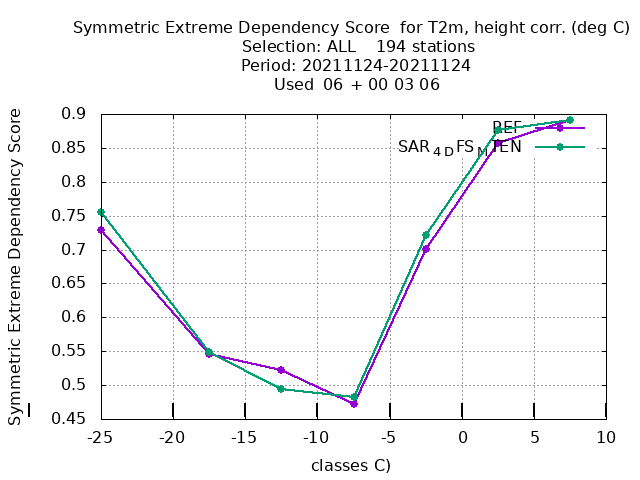 Symmetric Extreme Dependency Score for T2m, height corr. (deg C)
Selection: ALL 194 stations
Period: 20211124-20211124
Used 06 + 00 03 06
Symmetric Extreme Dependency Score
0.9
0.85
0.8
0.75
0.7
0.65
0.6
0.55
0.5
0.45
REF
SAR4DFSMTEN
-25 -20 -15 -10 -5 0 5 10
classes C)